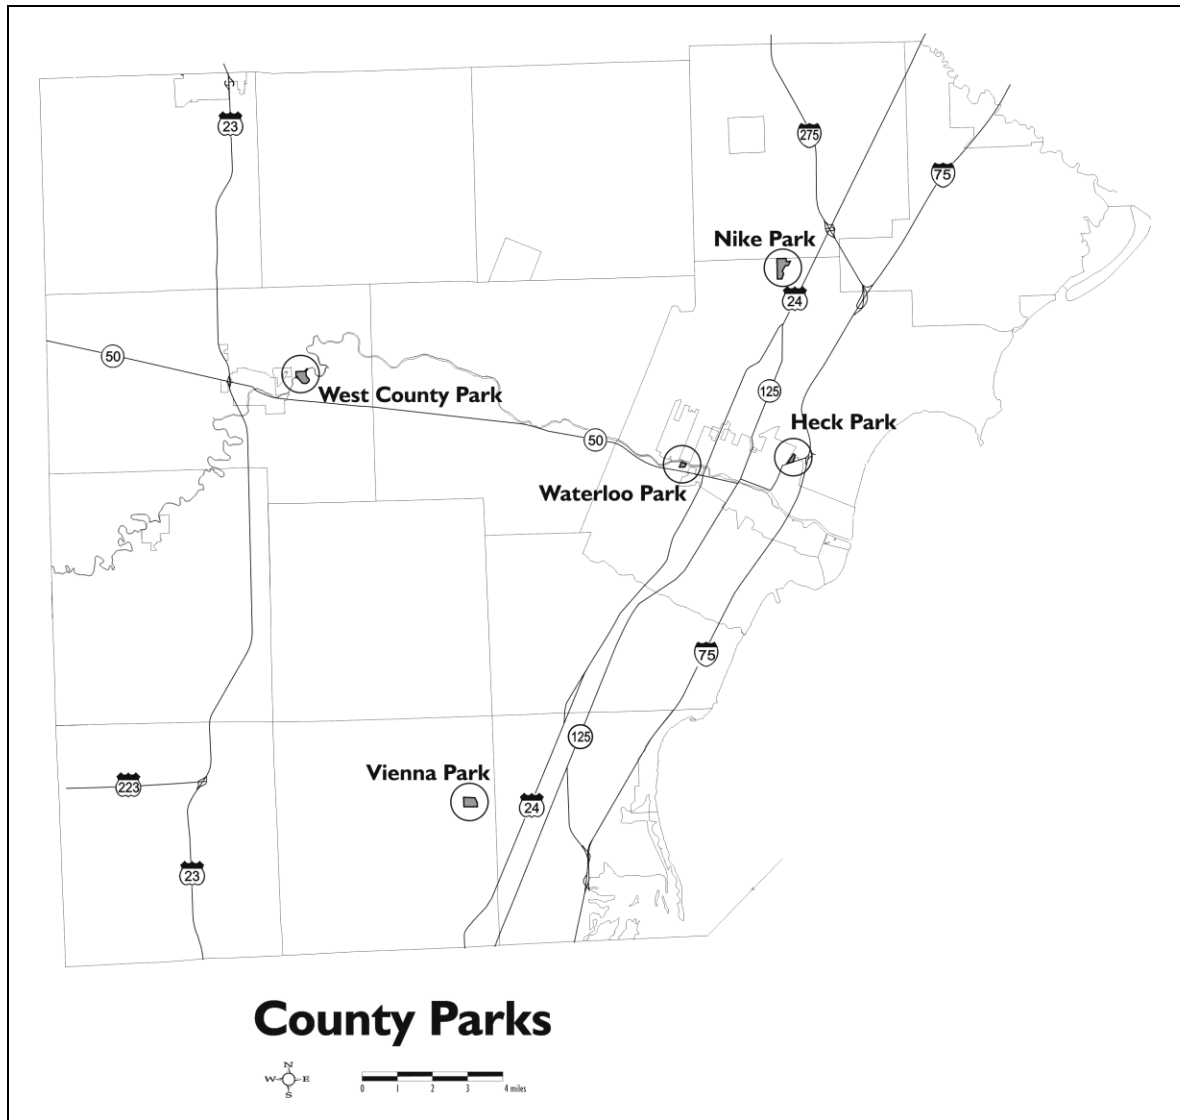 23
275
75
Nike Park
24
50
West County Park
125
Heck Park
50
Waterloo Park
75
125
Vienna Park
223
24
23
County Parks
N
W E
S
0 1 2 3 4 miles